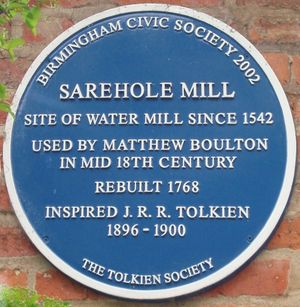 BIRMINGHAM CIVIC SOCIETY 2002
SAREHOLE MILL
SITE OF WATER MILL SINCE 1542
USED BY MATTHEW BOULTON
IN MID 18TH CENTURY
REBUILT 1768
INSPIRED J. R. R. TOLKIEN
1896 - 1900
THE TOLKIEN SOCIETY